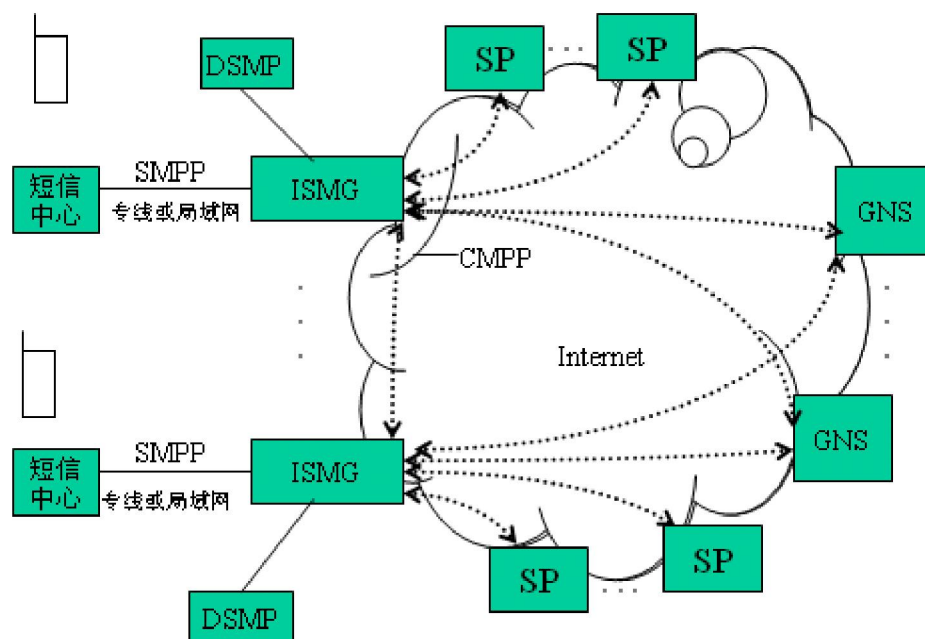 DSMP
SP
SP
短信
中心
SMPP
专线或局域网
ISMG
GNS
CMPP
Internet
短信
中心
SMPP
专线或局域网
ISMG
GNS
SP
SP
DSMP